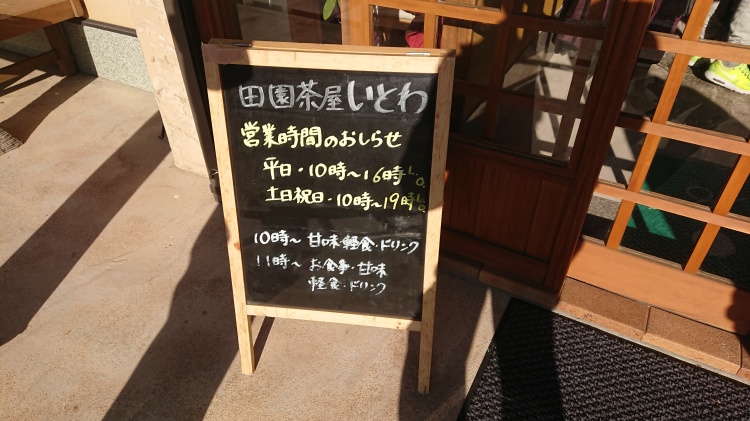 田園茶屋いとわ
営業時間のおしらせ
平日・10時～16時L.O.
土日祝日・10時～19時L.O.
10時～ 甘味・軽食・ドリンク
11時～ お食事・甘味
軽食・ドリンク